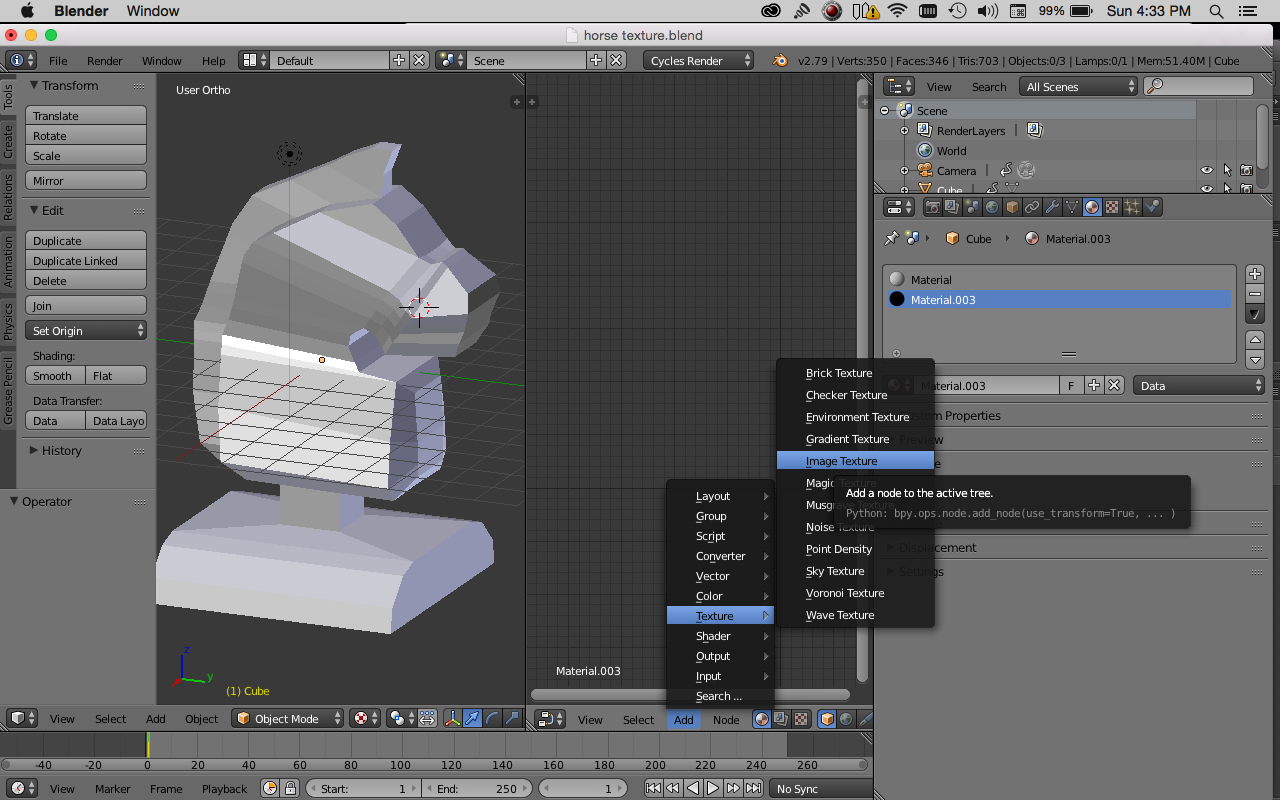 Blender Window 99% Sun 4:33 PM
horse texture.blend
File Render Window Help Default Scene Cycles Render v2.79 | Verts:350 | Faces:346 | Tris:703 | Objects:0/3 | Lamps:0/1 | Mem:51.40M | Cube
Tools
Create
Relations
Animation
Physics
Grease Pencil
Transform
Translate
Rotate
Scale
Mirror
Edit
Duplicate
Duplicate Linked
Delete
Join
Set Origin
Shading:
Smooth Flat
Data Transfer:
Data Data Layo
History
Operator
User Ortho
z
y
(1) Cube
View Select Add Object Object Mode
Material.003
Layout
Group
Script
Converter
Vector
Color
Texture
Shader
Output
Input
Search ...
Brick Texture
Checker Texture
Environment Texture
Gradient Texture
Image Texture
Magic Texture
Musgrave Texture
Noise Texture
Point Density
Sky Texture
Voronoi Texture
Wave Texture
Add a node to the active tree.
Python: bpy.ops.node.add_node(use_transform=True, ... )
View Select Add Node
View Search All Scenes
Scene
RenderLayers |
World
Camera |
Cube |
Cube Material.003
Material
Material.003
Material.003 F Data
Custom Properties
Preview
Displacement
Settings
-40 -20 0 20 40 60 80 100 120 140 160 180 200 220 240 260
View Marker Frame Playback Start: 1 End: 250 1 No Sync